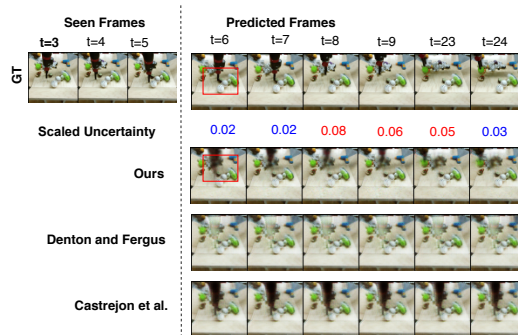 Seen Frames
Predicted Frames
t=3 t=4 t=5 t=6 t=7 t=8 t=9 t=23 t=24
GT
Scaled Uncertainty 0.02 0.02 0.08 0.06 0.05 0.03
Ours
Denton and Fergus
Castrejon et al.